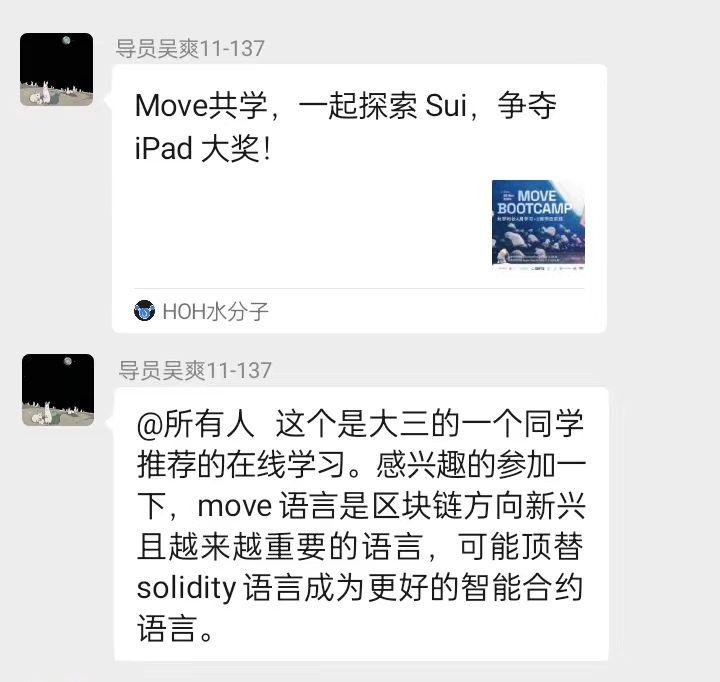 导员吴爽11-137
Move共学，一起探索 Sui，争夺
iPad 大奖！
MOVE
BOOTCAMP
HOH水分子
导员吴爽11-137
@所有人 这个是大三的一个同学
推荐的在线学习。感兴趣的参加一
下，move 语言是区块链方向新兴
且越来越重要的语言，可能顶替
solidity 语言成为更好的智能合约
语言。